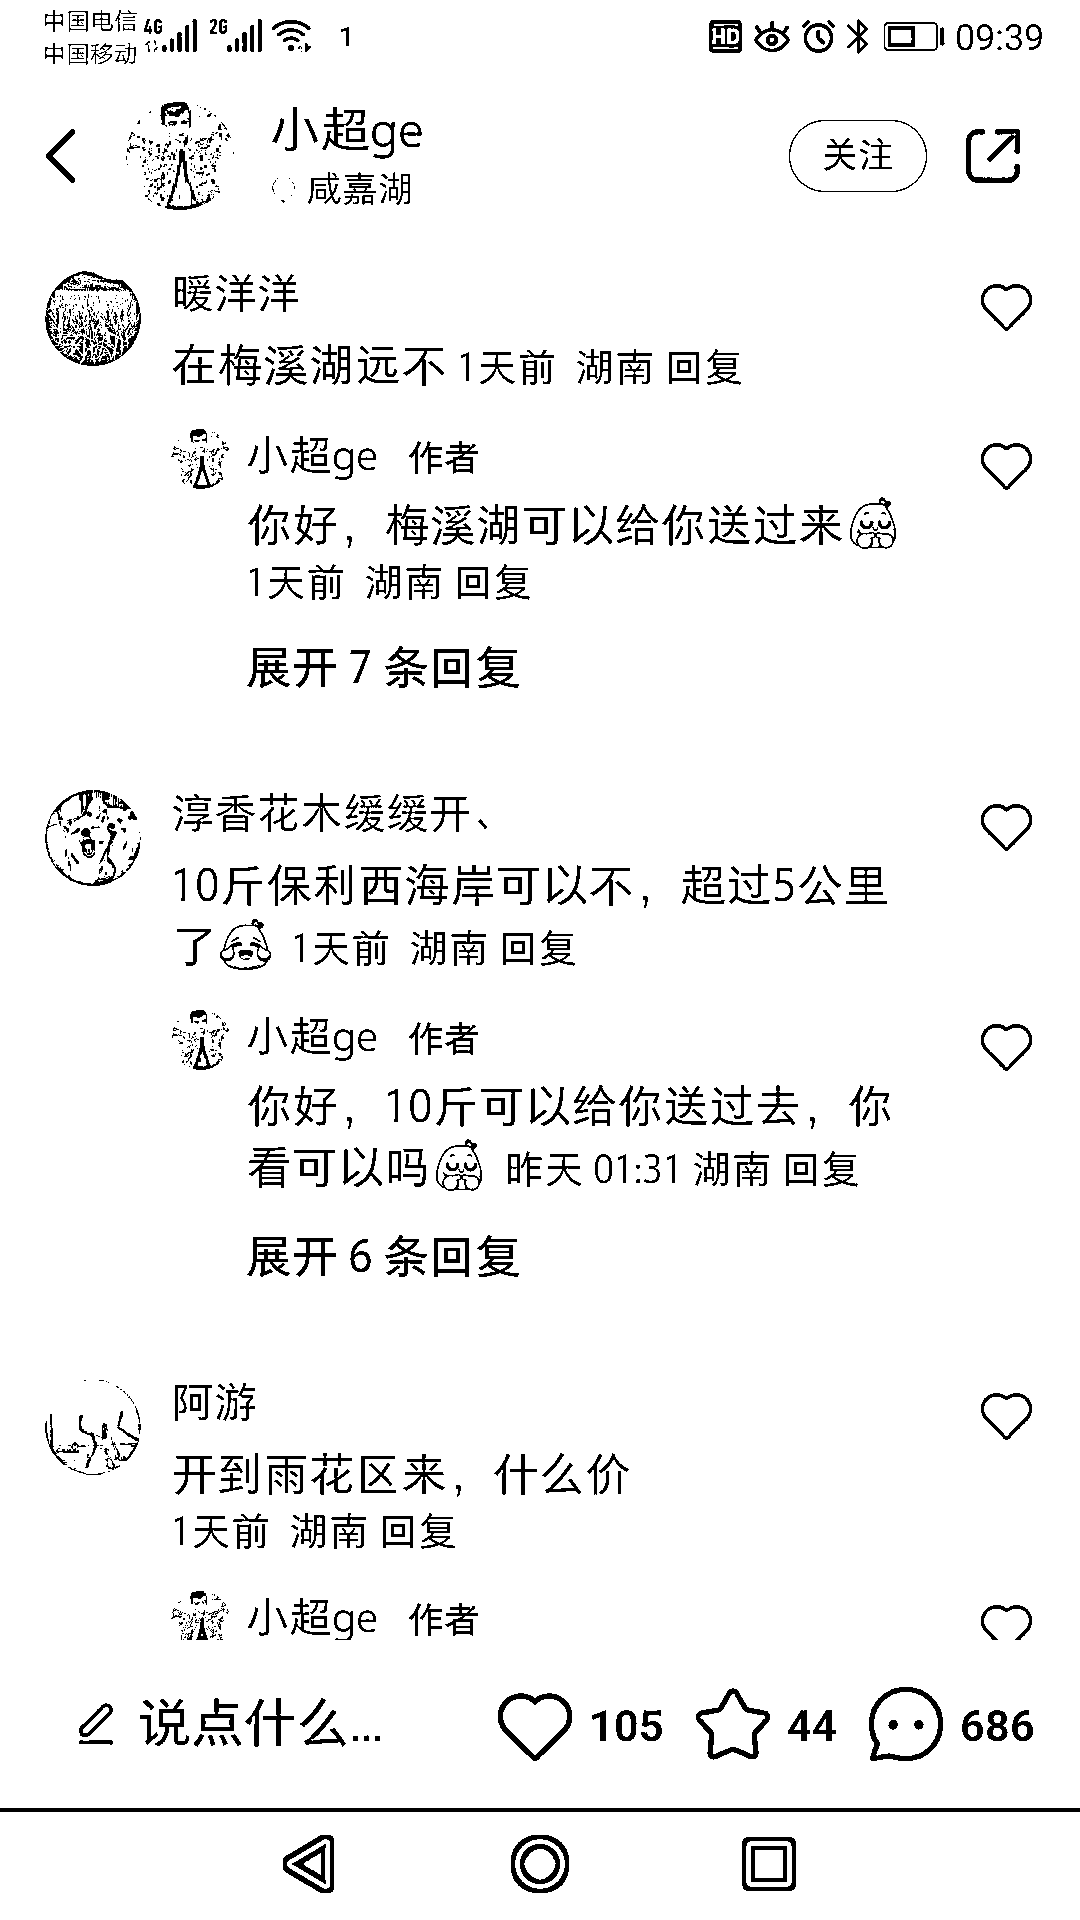 中国电信 4G 2G 1 HD 09:39
中国移动
小超ge
咸嘉湖
关注
暖洋洋
在梅溪湖远不 1天前 湖南 回复
小超ge 作者
你好，梅溪湖可以给你送过来
1天前 湖南 回复
展开 7 条回复
淳香花木缓缓开、
10斤保利西海岸可以不，超过5公里
了 1天前 湖南 回复
小超ge 作者
你好，10斤可以给你送过去，你
看可以吗 昨天 01:31 湖南 回复
展开 6 条回复
阿游
开到雨花区来，什么价
1天前 湖南 回复
小超ge 作者
说点什么... 105 44 686